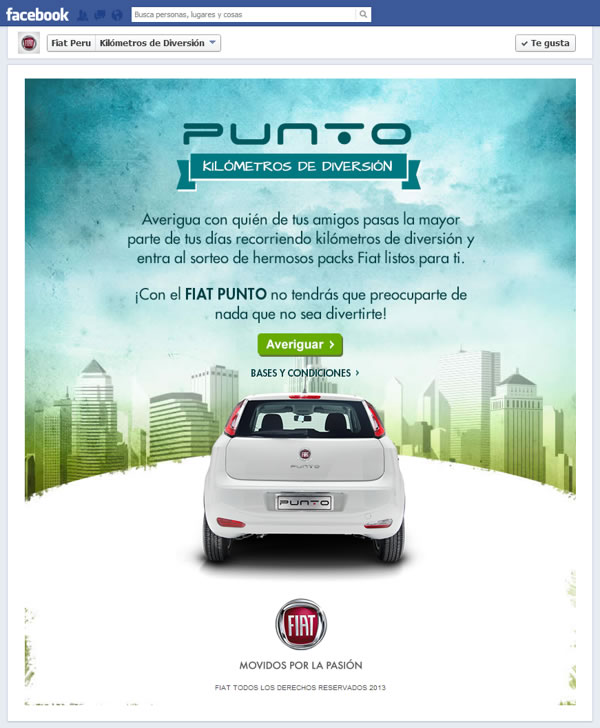 facebook
Busca personas, lugares y cosas
Fiat Peru Kilómetros de Diversión
Te gusta
PUNTO
KILÓMETROS DE DIVERSIÓN
Averigua con quién de tus amigos pasas la mayor
parte de tus días recorriendo kilómetros de diversión y
entra al sorteo de hermosos packs Fiat listos para ti.
¡Con el FIAT PUNTO no tendrás que preocuparte de
nada que no sea divertirte!
Averiguar
BASES Y CONDICIONES
FIAT
PUNTO
PUNTO
FIAT
MOVIDOS POR LA PASIÓN
FIAT TODOS LOS DERECHOS RESERVADOS 2013